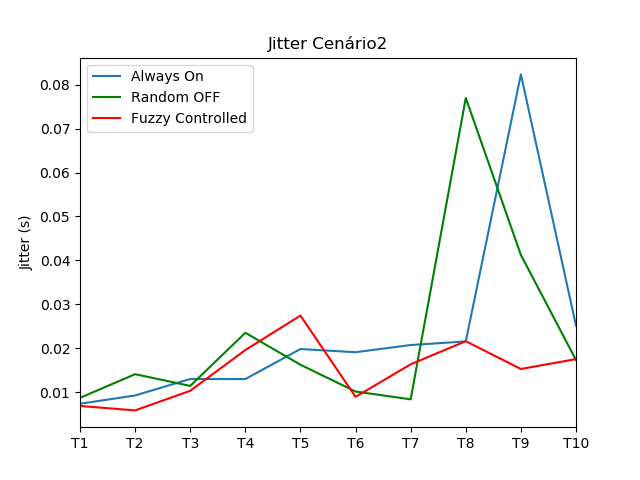 Jitter Cenário2
Always On
Random OFF
Fuzzy Controlled
Jitter (s)
0.08
0.07
0.06
0.05
0.04
0.03
0.02
0.01
T1 T2 T3 T4 T5 T6 T7 T8 T9 T10